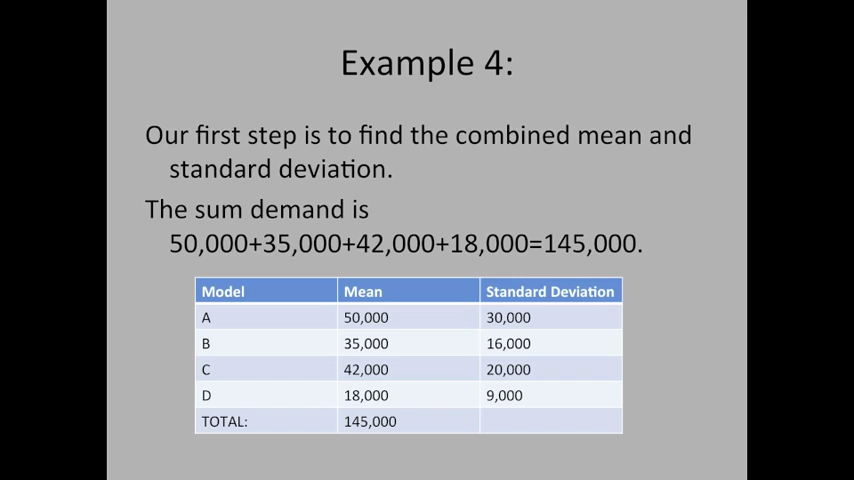 Example 4:
Our first step is to find the combined mean and
standard deviation.
The sum demand is
50,000+35,000+42,000+18,000=145,000.
Model Mean Standard Deviation
A 50,000 30,000
B 35,000 16,000
C 42,000 20,000
D 18,000 9,000
TOTAL: 145,000